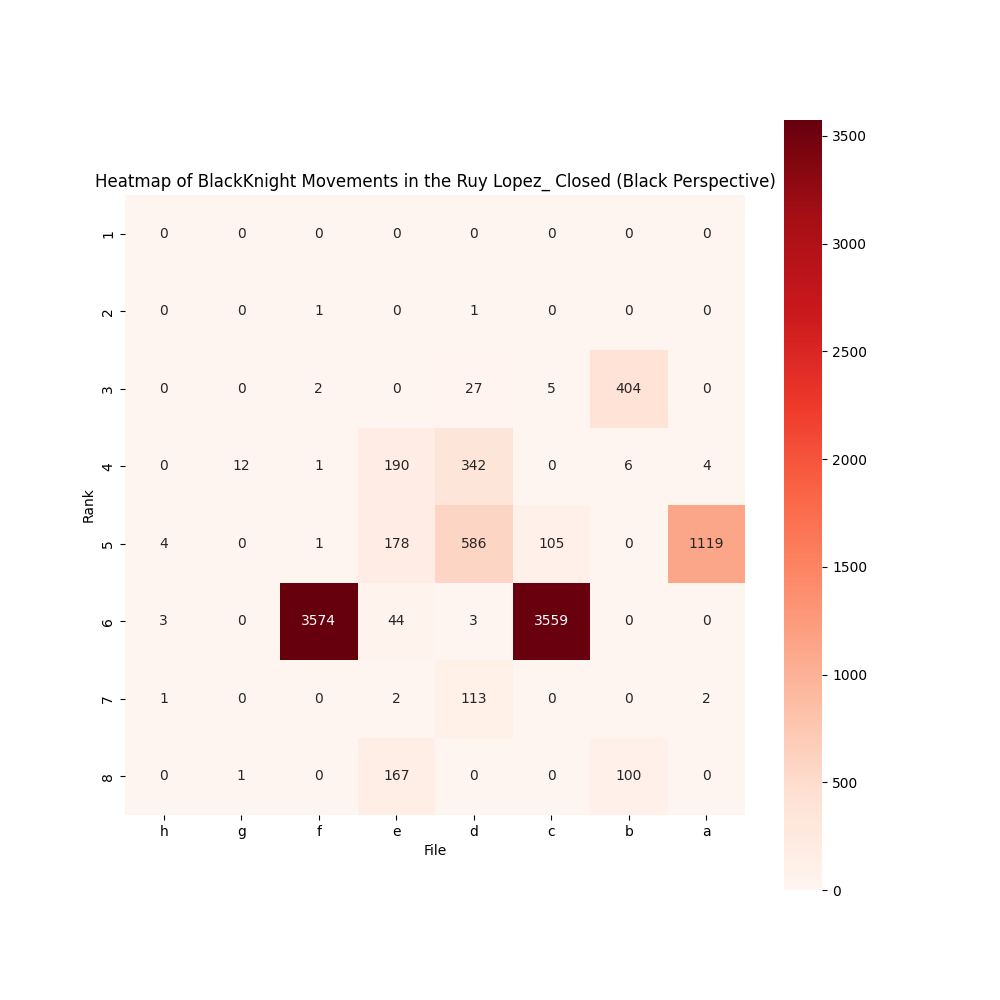 Heatmap of BlackKnight Movements in the Ruy Lopez_ Closed (Black Perspective)
Rank
1 0 0 0 0 0 0 0 0
2 0 0 1 0 1 0 0 0
3 0 0 2 0 27 5 404 0
4 0 12 1 190 342 0 6 4
5 4 0 1 178 586 105 0 1119
6 3 0 3574 44 3 3559 0 0
7 1 0 0 2 113 0 0 2
8 0 1 0 167 0 0 100 0
h g f e d c b a
File
3500
3000
2500
2000
1500
1000
500
0